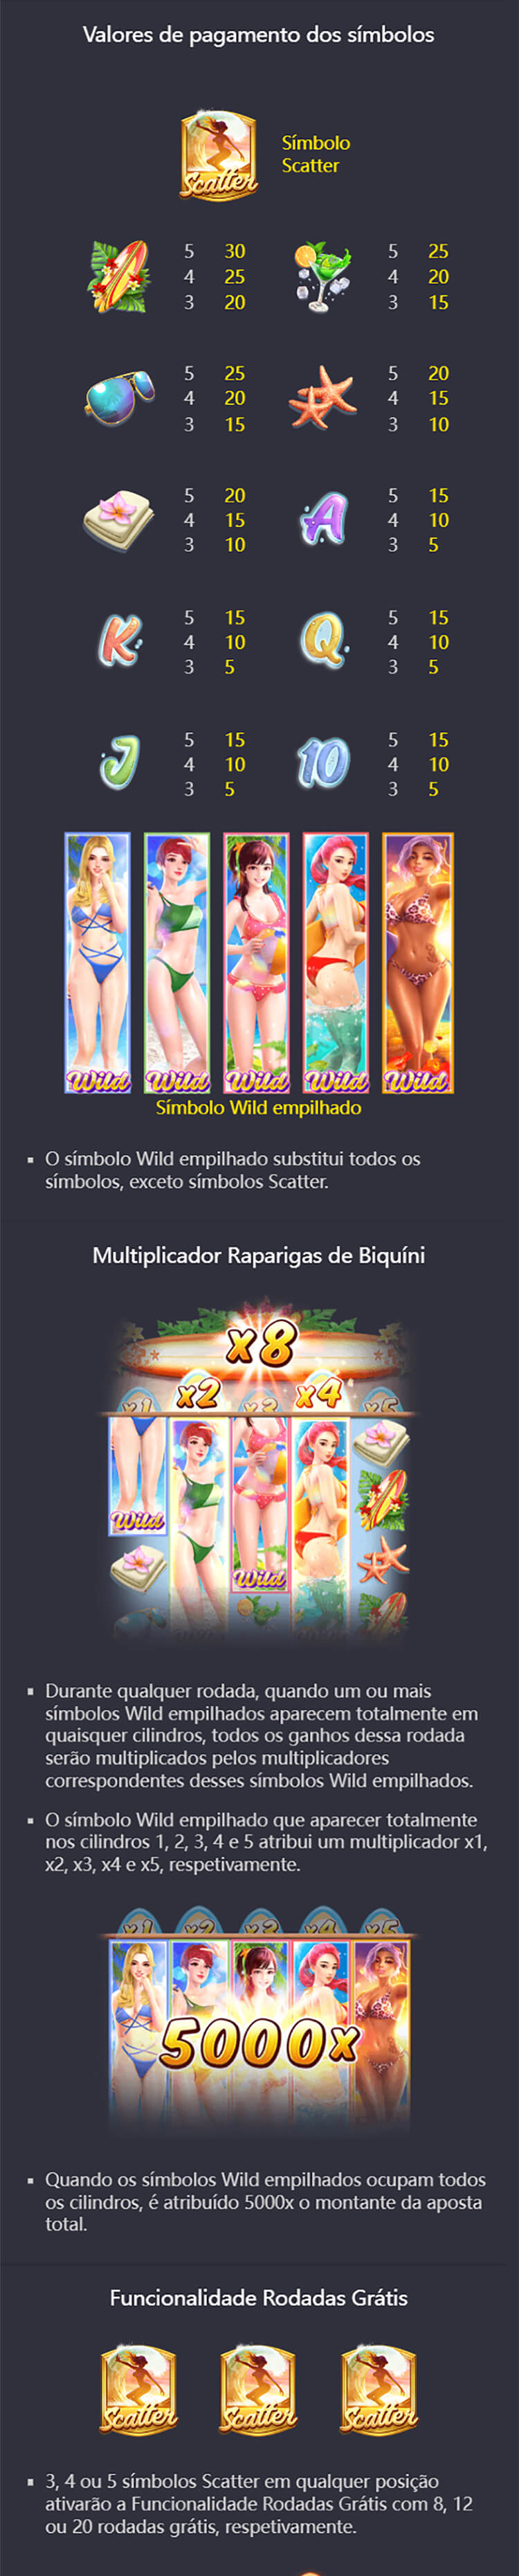 Valores de pagamento dos símbolos
Scatter
Símbolo
Scatter
5 30
4 25
3 20
5 25
4 20
3 15
5 25
4 20
3 15
5 20
4 15
3 10
5 20
4 15
3 10
A
5 15
4 10
3 5
K
5 15
4 10
3 5
Q
5 15
4 10
3 5
J
5 15
4 10
3 5
10
5 15
4 10
3 5
Wild Wild Wild Wild Wild
Símbolo Wild empilhado
▪ O símbolo Wild empilhado substitui todos os
símbolos, exceto símbolos Scatter.
Multiplicador Raparigas de Biquíni
x8
x1 x2 x3 x4 x5
Wild
Wild
▪ Durante qualquer rodada, quando um ou mais
símbolos Wild empilhados aparecem totalmente em
quaisquer cilindros, todos os ganhos dessa rodada
serão multiplicados pelos multiplicadores
correspondentes desses símbolos Wild empilhados.
▪ O símbolo Wild empilhado que aparecer totalmente
nos cilindros 1, 2, 3, 4 e 5 atribui um multiplicador x1,
x2, x3, x4 e x5, respetivamente.
x1 x2 x3 x4 x5
5000x
▪ Quando os símbolos Wild empilhados ocupam todos
os cilindros, é atribuído 5000x o montante da aposta
total.
Funcionalidade Rodadas Grátis
Scatter Scatter Scatter
▪ 3, 4 ou 5 símbolos Scatter em qualquer posição
ativarão a Funcionalidade Rodadas Grátis com 8, 12
ou 20 rodadas grátis, respetivamente.